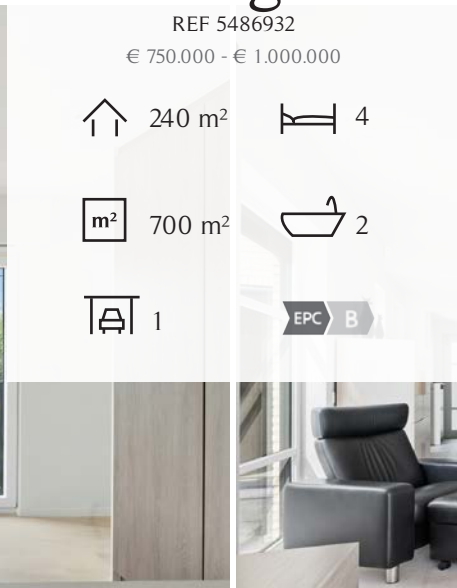 REF 5486932
€ 750.000 - € 1.000.000
240 m² 4
m² 700 m² 2
1 EPC B